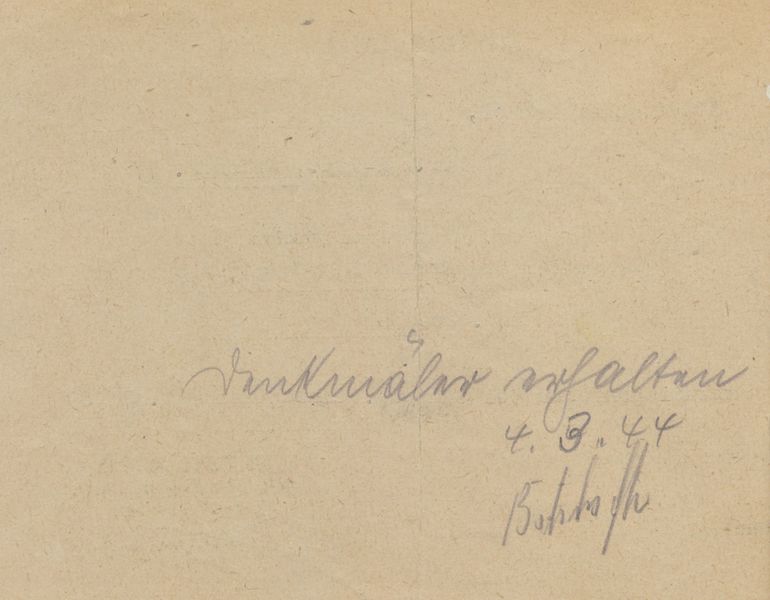 Denkmäler erhalten
4. 3. 44